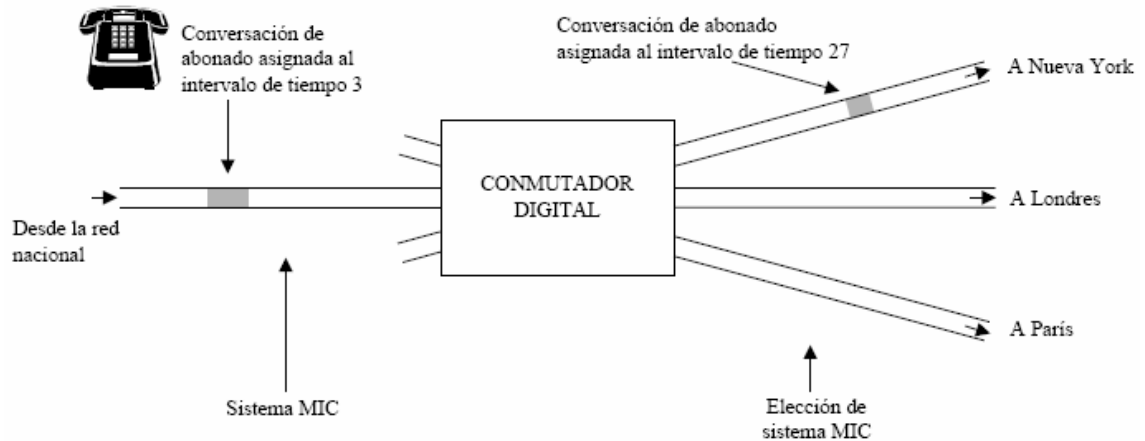 Conversación de
abonado asignada al
intervalo de tiempo 3
Conversación de abonado
asignada al intervalo de tiempo 27
A Nueva York
CONMUTADOR
DIGITAL
A Londres
Desde la red
nacional
A París
Sistema MIC
Elección de
sistema MIC